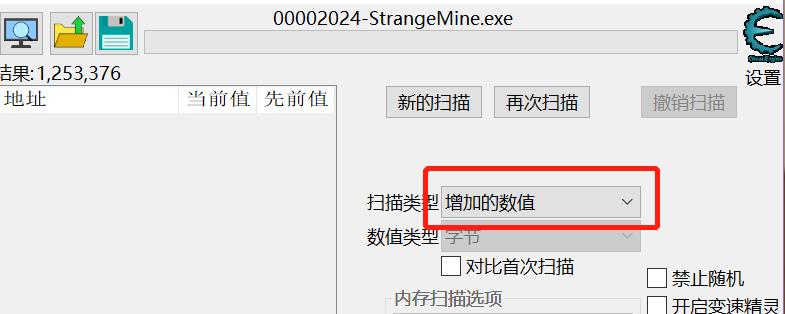 00002024-StrangeMine.exe
结果:1,253,376
设置
地址 当前值 先前值
新的扫描 再次扫描 撤销扫描
扫描类型 增加的数值
数值类型 字节
对比首次扫描
禁止随机
内存扫描选项
开启变速精灵